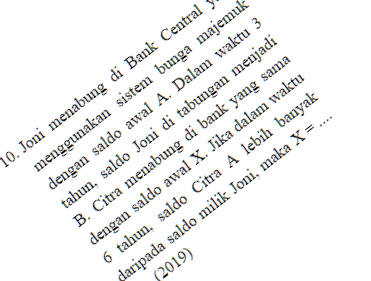 10. Joni menabung di Bank Central
menggunakan sistem bunga majemuk
dengan saldo awal A. Dalam waktu 3
tahun, saldo Joni di tabungan menjadi
B. Citra menabung di bank yang sama
dengan saldo awal X. Jika dalam waktu
6 tahun, saldo Citra A lebih banyak
daripada saldo milik Joni, maka X = ....
(2019)